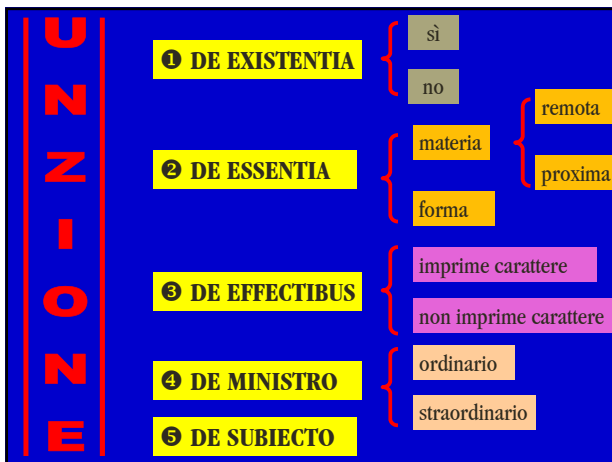 UNZIONE
❶ DE EXISTENTIA
sì
no
❷ DE ESSENTIA
materia
remota
proxima
forma
❸ DE EFFECTIBUS
imprime carattere
non imprime carattere
❹ DE MINISTRO
ordinario
straordinario
❺ DE SUBIECTO